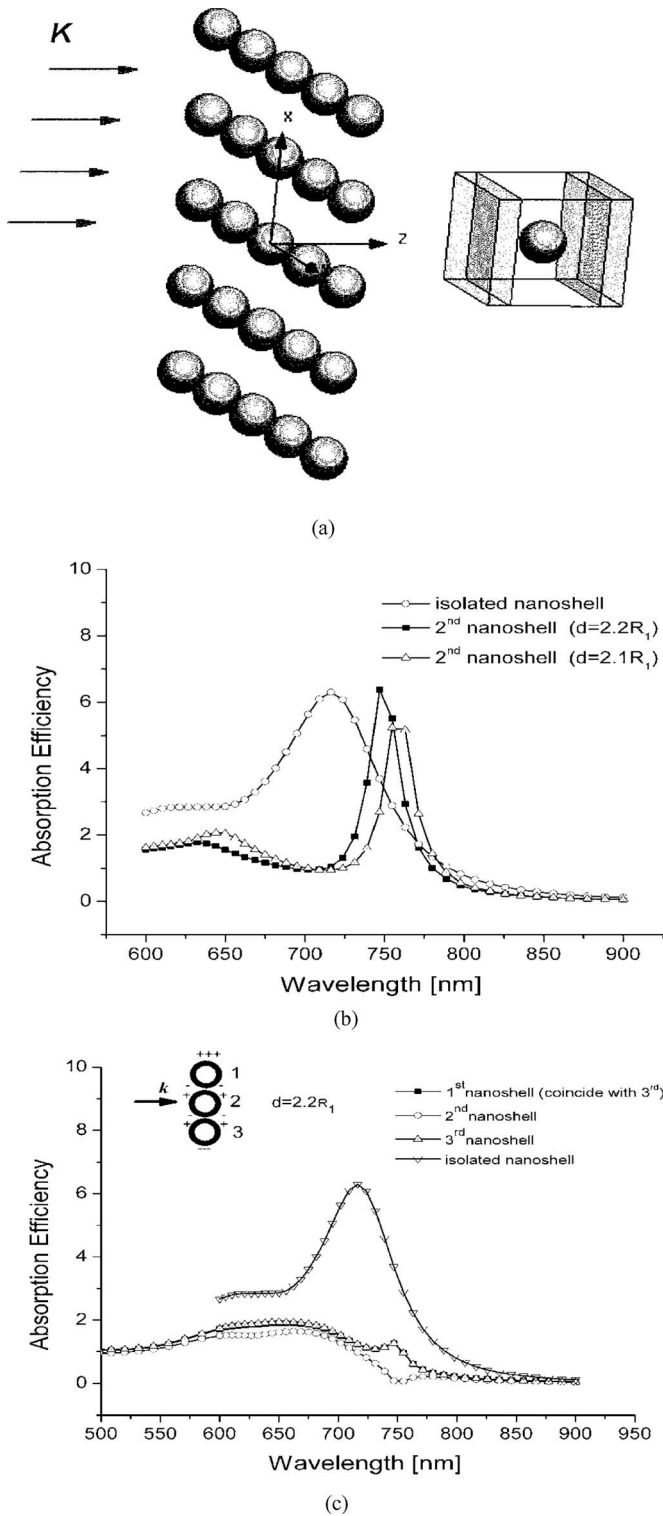 K
X
Z
(a)
10
8
6
4
2
0
Absorption Efficiency
isolated nanoshell
2nd nanoshell (d=2.2R1)
2nd nanoshell (d=2.1R1)
600 650 700 750 800 850 900
Wavelength [nm]
(b)
10
8
6
4
2
0
Absorption Efficiency
k
+++
1
- -
+ +
2
- -
+ +
3
---
d=2.2R1
1st nanoshell (coincide with 3rd)
2nd nanoshell
3rd nanoshell
isolated nanoshell
500 550 600 650 700 750 800 850 900 950
Wavelength [nm]
(c)